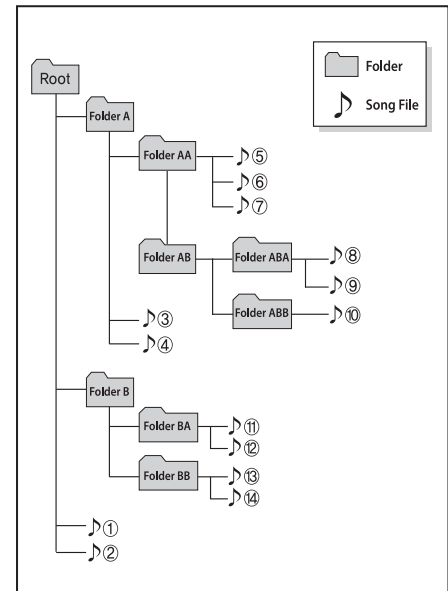 Root
Folder
Song File
Folder A
Folder AA
♪⑤
♪⑥
♪⑦
Folder AB
Folder ABA
♪⑧
♪⑨
Folder ABB
♪⑩
♪③
♪④
Folder B
Folder BA
♪⑪
♪⑫
Folder BB
♪⑬
♪⑭
♪①
♪②